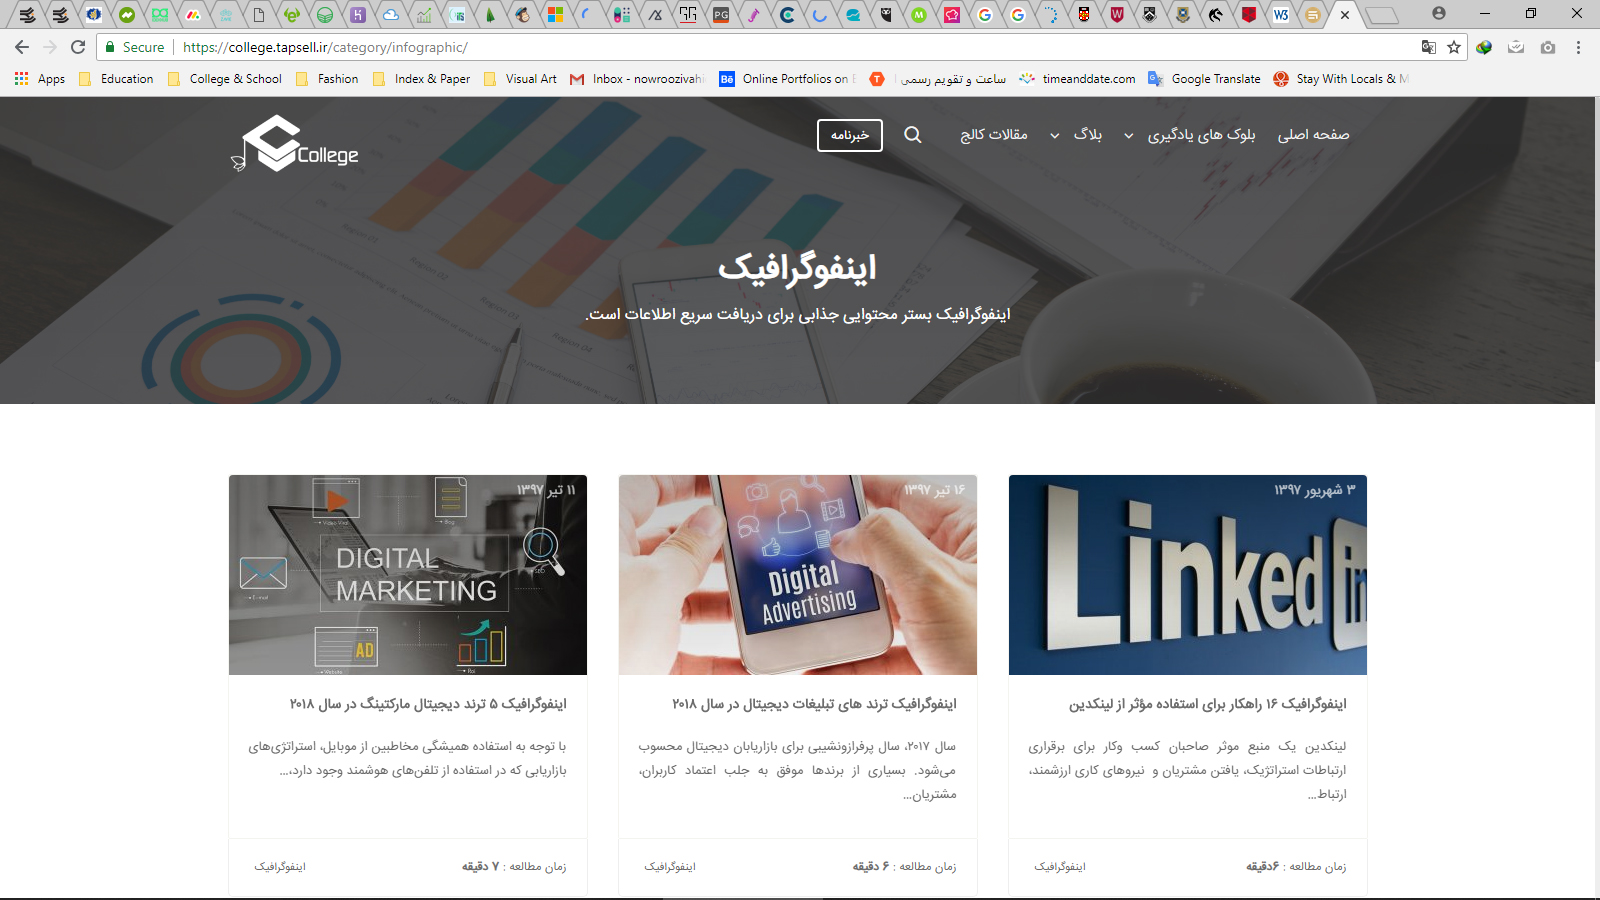 Secure
https://college.tapsell.ir/category/infographic/
Apps
Education
College & School
Fashion
Index & Paper
Visual Art
Inbox - nowroozivahi
Online Portfolios on
ساعت و تقویم رسمی
timeanddate.com
Google Translate
Stay With Locals & M
College
صفحه اصلی
بلوک های یادگیری
بلاگ
مقالات کالج
خبرنامه
اینفوگرافیک
اینفوگرافیک بستر محتوایی جذابی برای دریافت سریع اطلاعات است.
۳ شهریور ۱۳۹۷
Linked in
اینفوگرافیک ۱۶ راهکار برای استفاده مؤثر از لینکدین
لینکدین یک منبع موثر صاحبان کسب وکار برای برقراری
ارتباطات استراتژیک، یافتن مشتریان و نیروهای کاری ارزشمند،
ارتباط...
زمان مطالعه : ۶دقیقه
اینفوگرافیک
۱۶ تیر ۱۳۹۷
Digital
Advertising
اینفوگرافیک ترند های تبلیغات دیجیتال در سال ۲۰۱۸
سال ۲۰۱۷، سال پرفرازونشیبی برای بازاریابان دیجیتال محسوب
می‌شود. بسیاری از برندها موفق به جلب اعتماد کاربران،
مشتریان...
زمان مطالعه : ۶ دقیقه
اینفوگرافیک
۱۱ تیر ۱۳۹۷
Video Viral
Blog
DIGITAL
MARKETING
SEO
E-mail
AD
Website
Roi
اینفوگرافیک ۵ ترند دیجیتال مارکتینگ در سال ۲۰۱۸
با توجه به استفاده همیشگی مخاطبین از موبایل، استراتژی‌های
بازاریابی که در استفاده از تلفن‌های هوشمند وجود دارد،...
زمان مطالعه : ۷ دقیقه
اینفوگرافیک